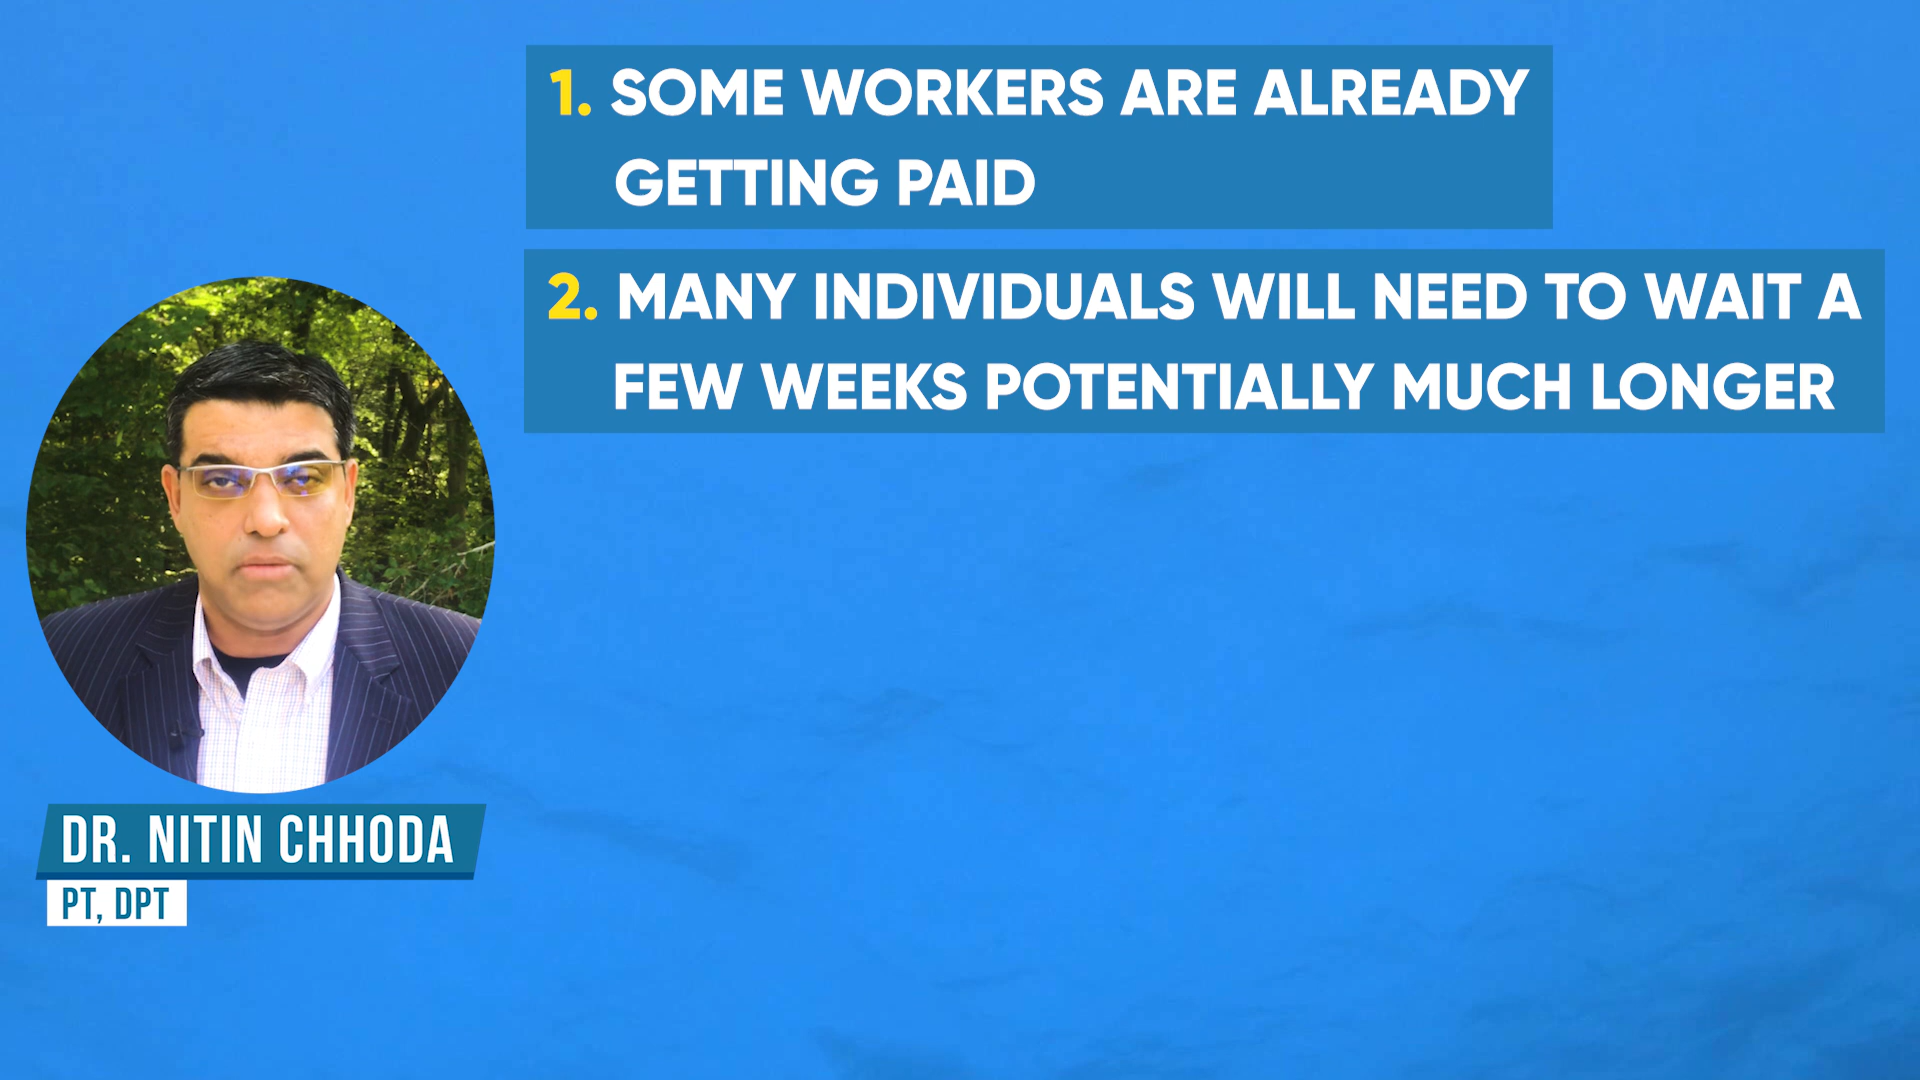 1. SOME WORKERS ARE ALREADY
GETTING PAID
2. MANY INDIVIDUALS WILL NEED TO WAIT A
FEW WEEKS POTENTIALLY MUCH LONGER
DR. NITIN CHHODA
PT, DPT